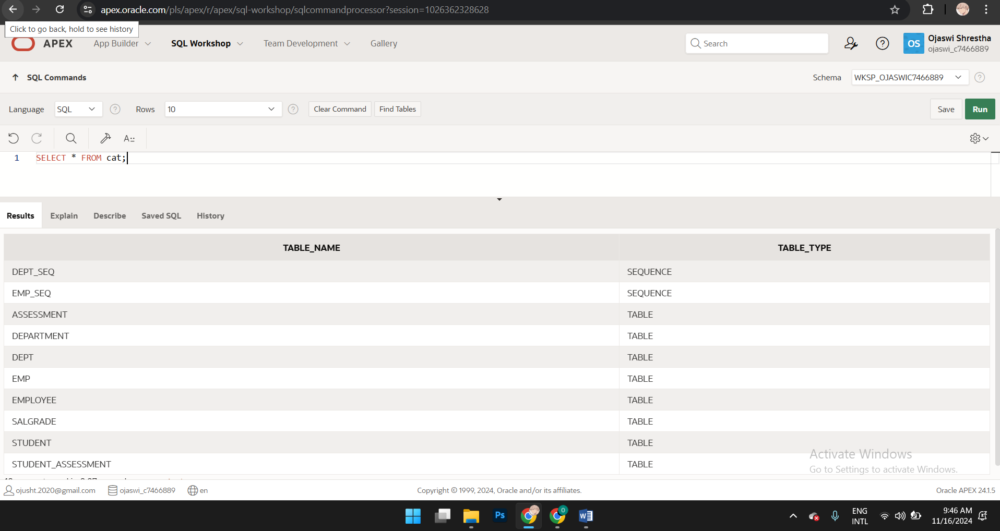 apex.oracle.com/pls/apex/r/apex/sql-workshop/sqlcommandprocessor?session=1026362328628
Click to go back, hold to see history
APEX App Builder SQL Workshop Team Development Gallery Search OS Ojaswi Shrestha
ojaswi_c7466889
SQL Commands Schema WKSP_OJASWIC7466889
Language SQL Rows 10 Clear Command Find Tables Save Run
1 SELECT * FROM cat;
Results Explain Describe Saved SQL History
TABLE_NAME TABLE_TYPE
DEPT_SEQ SEQUENCE
EMP_SEQ SEQUENCE
ASSESSMENT TABLE
DEPARTMENT TABLE
DEPT TABLE
EMP TABLE
EMPLOYEE TABLE
SALGRADE TABLE
STUDENT TABLE
STUDENT_ASSESSMENT TABLE
Activate Windows
Go to Settings to activate Windows.
ojusht.2020@gmail.com ojaswi_c7466889 en Copyright © 1999, 2024, Oracle and/or its affiliates. Oracle APEX 24.1.5
Ps O W ENG 9:46 AM
INTL 11/16/2024